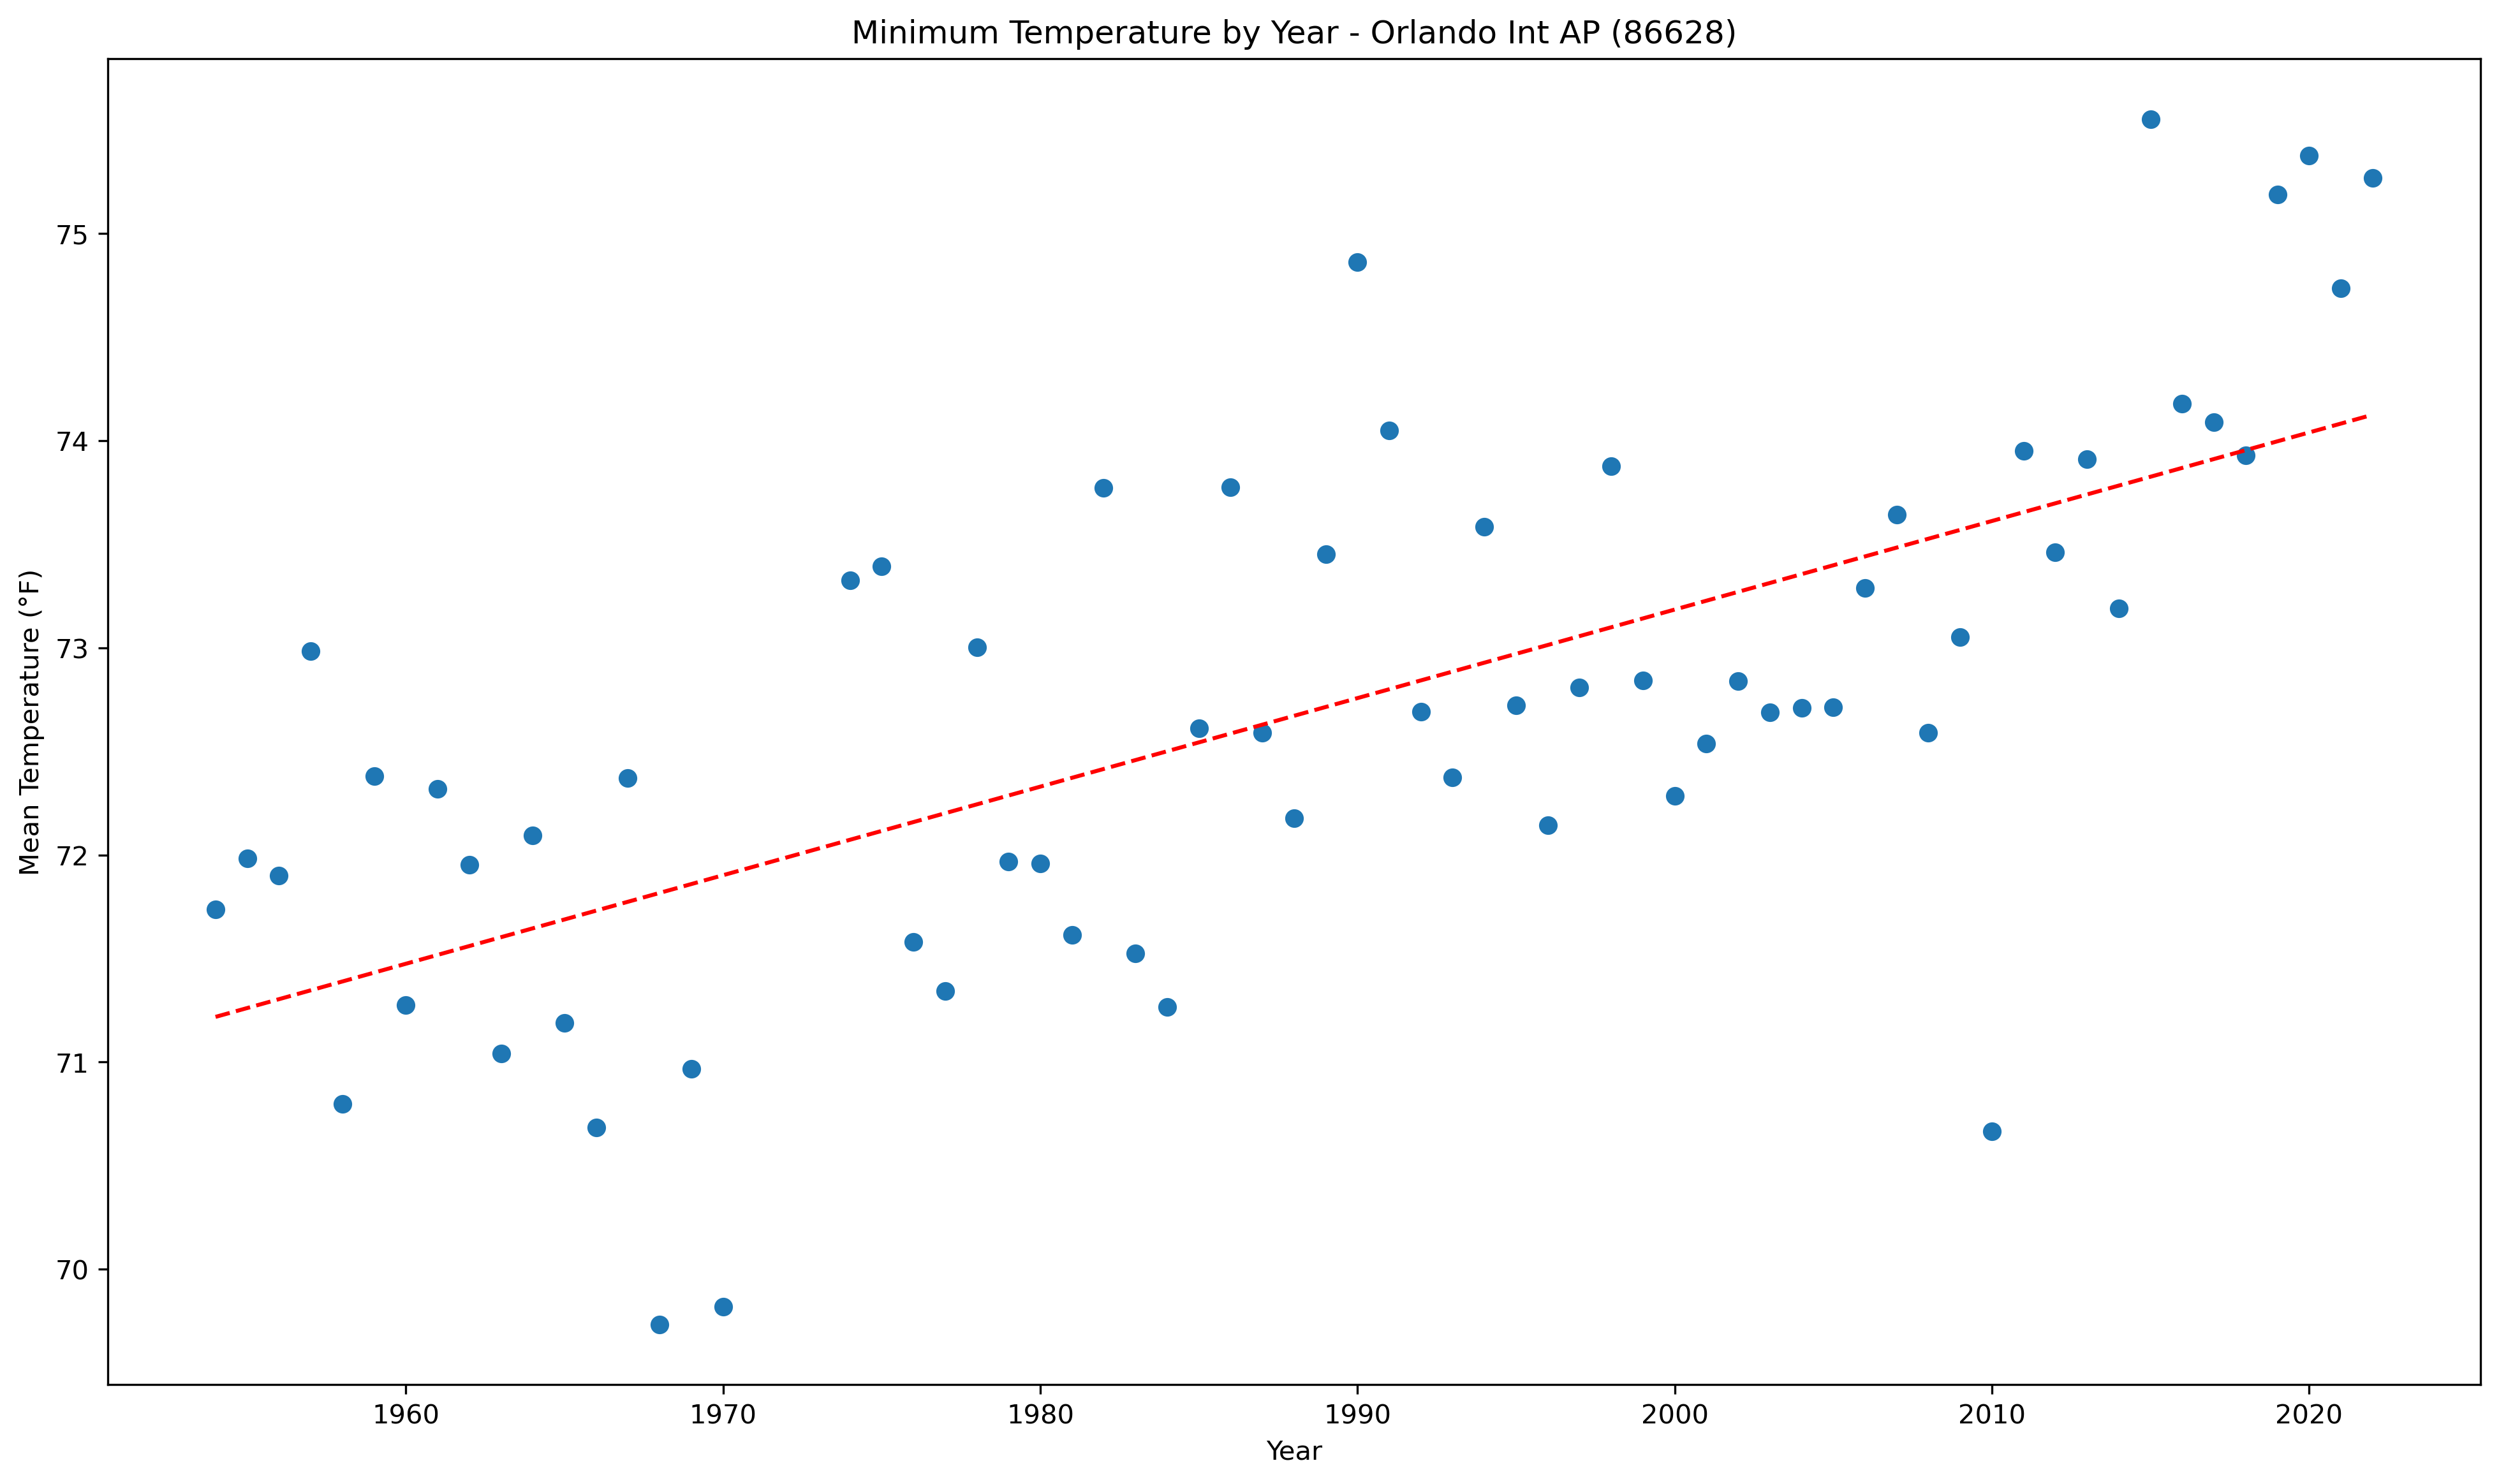 Minimum Temperature by Year - Orlando Int AP (86628)
Mean Temperature (°F)
75
74
73
72
71
70
1960 1970 1980 1990 2000 2010 2020
Year